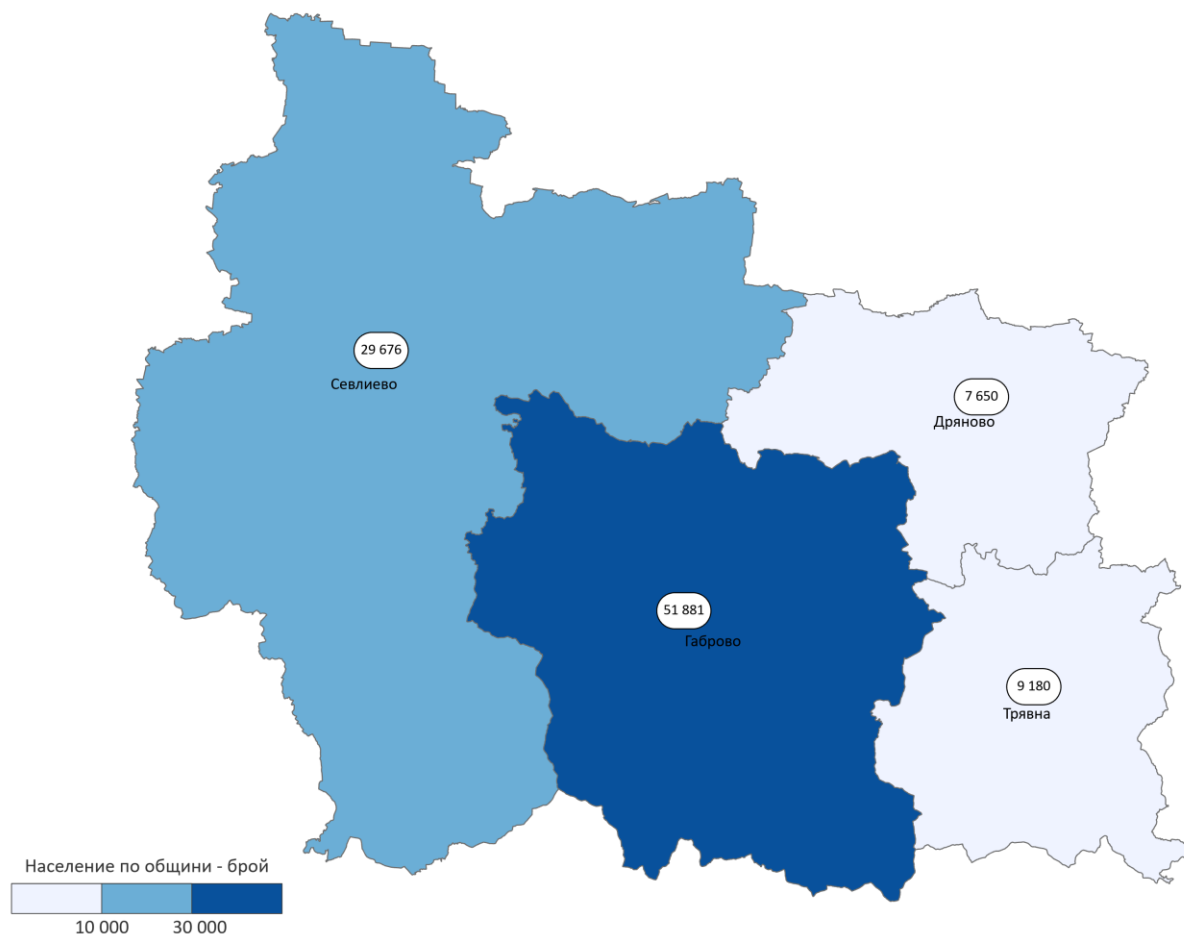 29 676
Севлиево
7 650
Дряново
51 881
Габрово
9 180
Трявна
Население по общини - брой
10 000 30 000